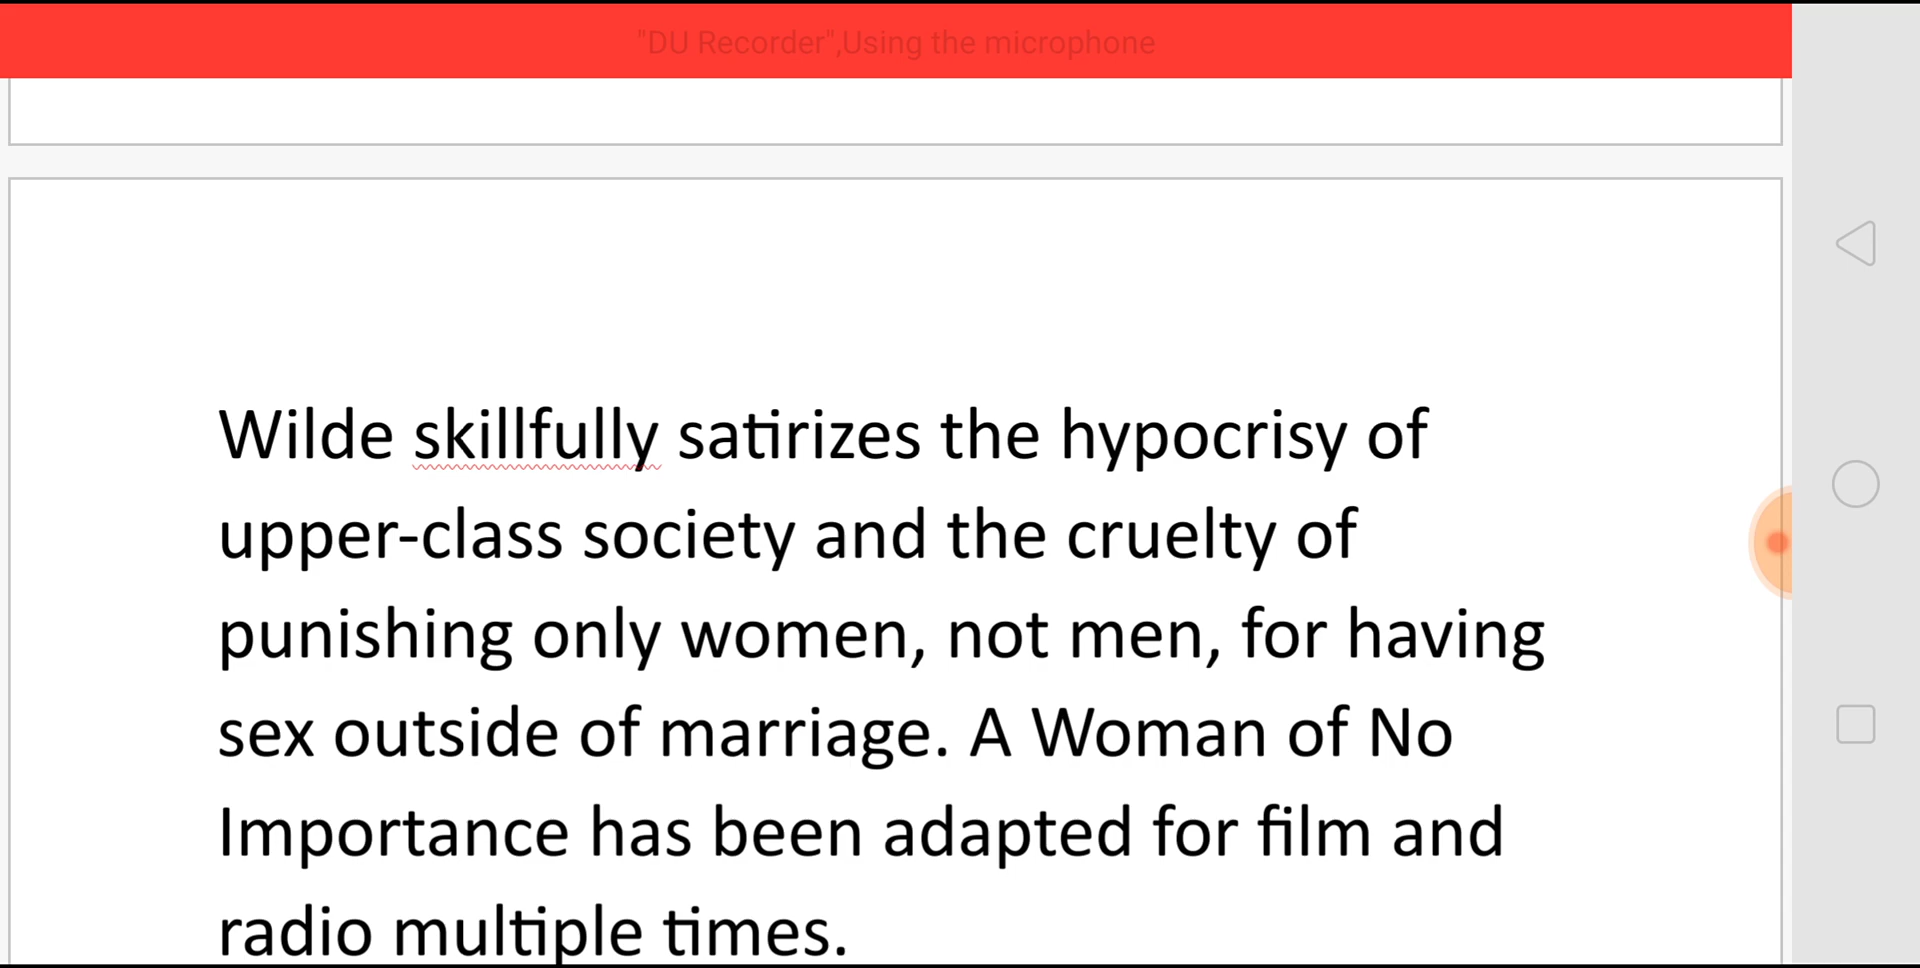 "DU Recorder",Using the microphone
Wilde skillfully satirizes the hypocrisy of
upper-class society and the cruelty of
punishing only women, not men, for having
sex outside of marriage. A Woman of No
Importance has been adapted for film and
radio multiple times.